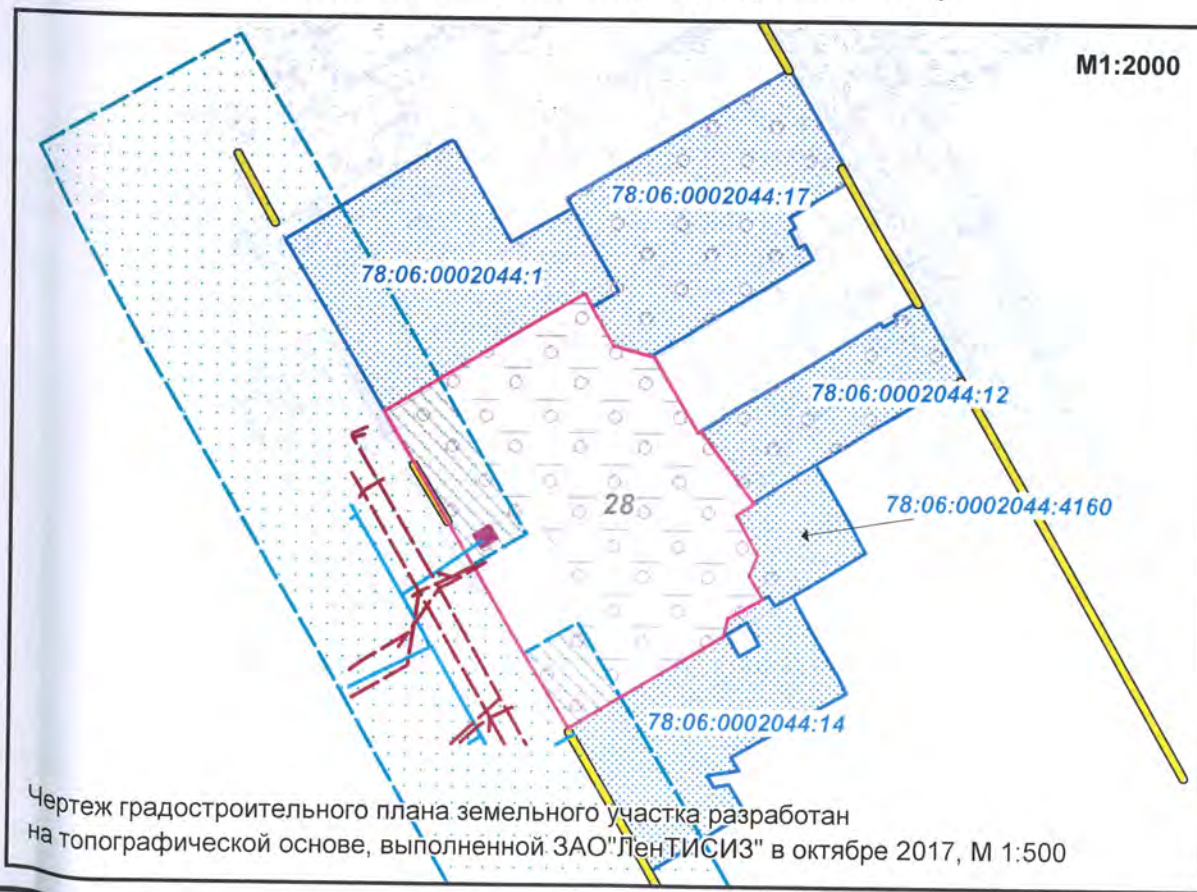 М1:2000
78:06:0002044:17
78:06:0002044:1
78:06:0002044:12
28
78:06:0002044:4160
78:06:0002044:14
Чертеж градостроительного плана земельного участка разработан
на топографической основе, выполненной ЗАО"ЛенТИСИЗ" в октябре 2017, М 1:500